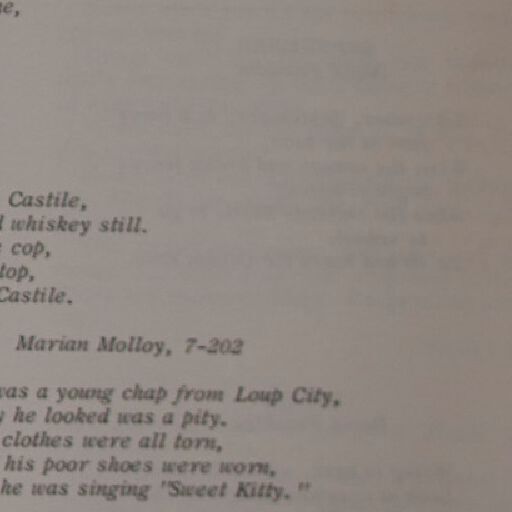 Castile,
whiskey still.
cop,
Castile.
Marian Molloy, 7-202
was a young chap from Loup City,
he looked was a pity.
clothes were all torn,
his poor shoes were worn,
he was singing "Sweet Kitty."